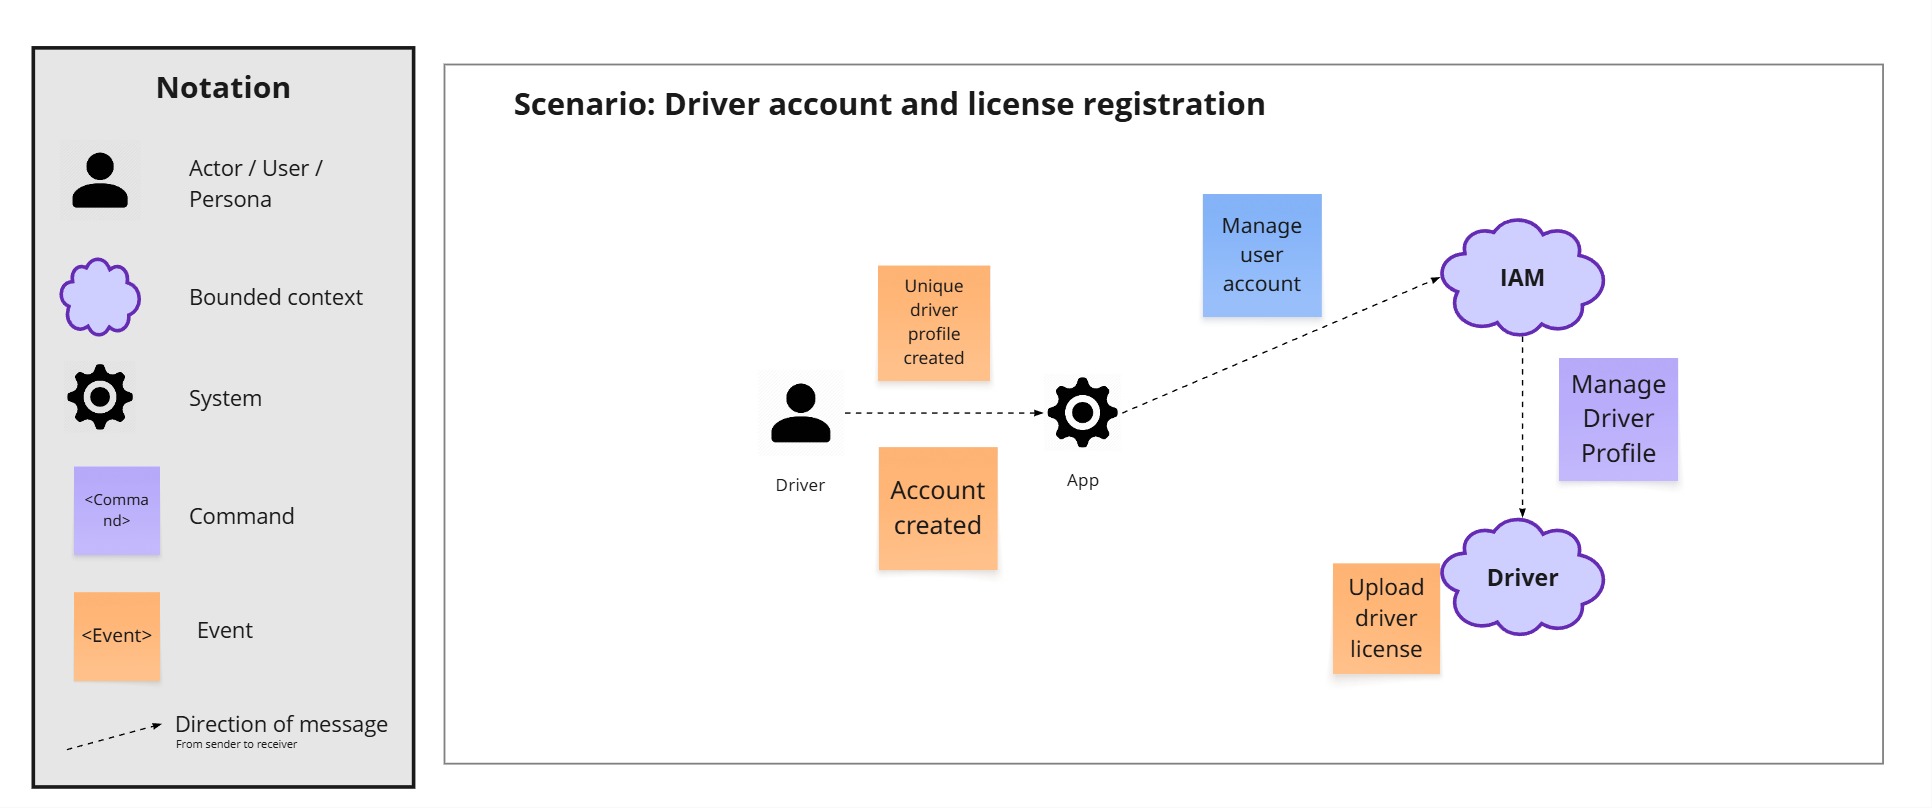 Notation
Actor / User /
Persona
Bounded context
System
<Comma
nd>
Command
<Event>
Event
Direction of message
From sender to receiver
Scenario: Driver account and license registration
Unique
driver
profile
created
Driver
Account
created
App
Manage
user
account
IAM
Manage
Driver
Profile
Driver
Upload
driver
license